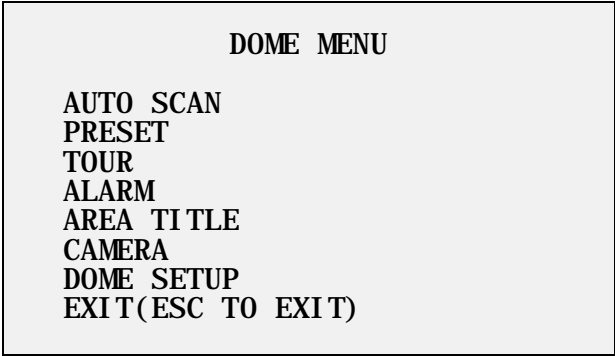 DOME MENU
AUTO SCAN
PRESET
TOUR
ALARM
AREA TITLE
CAMERA
DOME SETUP
EXIT(ESC TO EXIT)